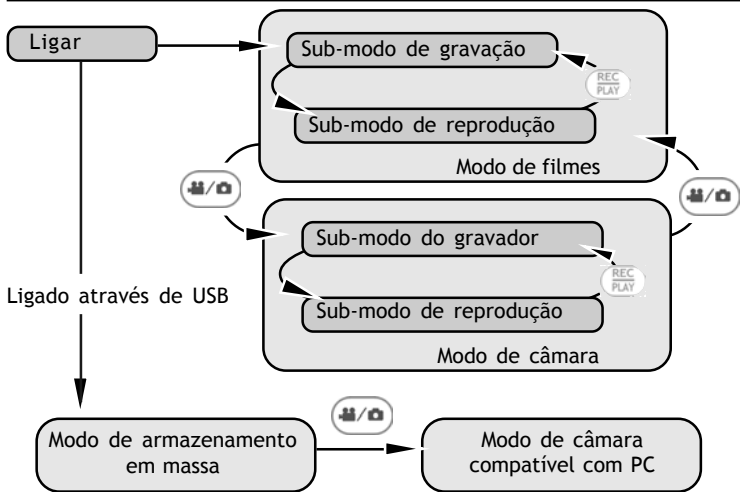 Ligar
Sub-modo de gravação
REC
PLAY
Sub-modo de reprodução
Modo de filmes
/
/
Sub-modo do gravador
REC
PLAY
Ligado através de USB
Sub-modo de reprodução
Modo de câmara
/
Modo de armazenamento
em massa
Modo de câmara
compatível com PC